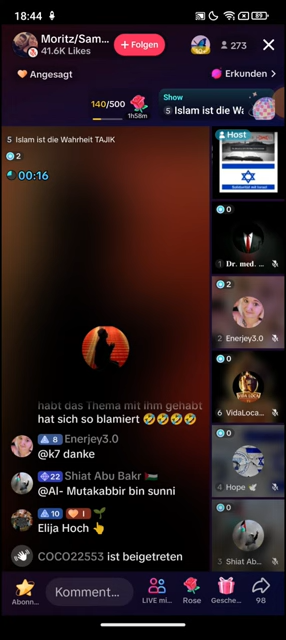 18:44
89
Moritz/Sam...
41.6K Likes
+ Folgen
273
Angesagt
Erkunden >
140/500
1h58m
Show
5 Islam ist die Wa
5 Islam ist die Wahrheit TAJIK
2
00:16
Host
0
1 Dr. med. ...
2
2 Enerjey3.0
0
6 VidaLoca...
0
4 Hope
0
3 Shiat Ab...
habt das Thema mit ihm gehabt
hat sich so blamiert 🤣🤣🤣🤣
8 Enerjey3.0
@k7 danke
22 Shiat Abu Bakr 🇵🇸
@Al- Mutakabbir bin sunni
10 I 🌱
Elija Hoch 👆
COCO22553 ist beigetreten
Abonn...
Komment...
LIVE mi...
Rose
Gesche...
98